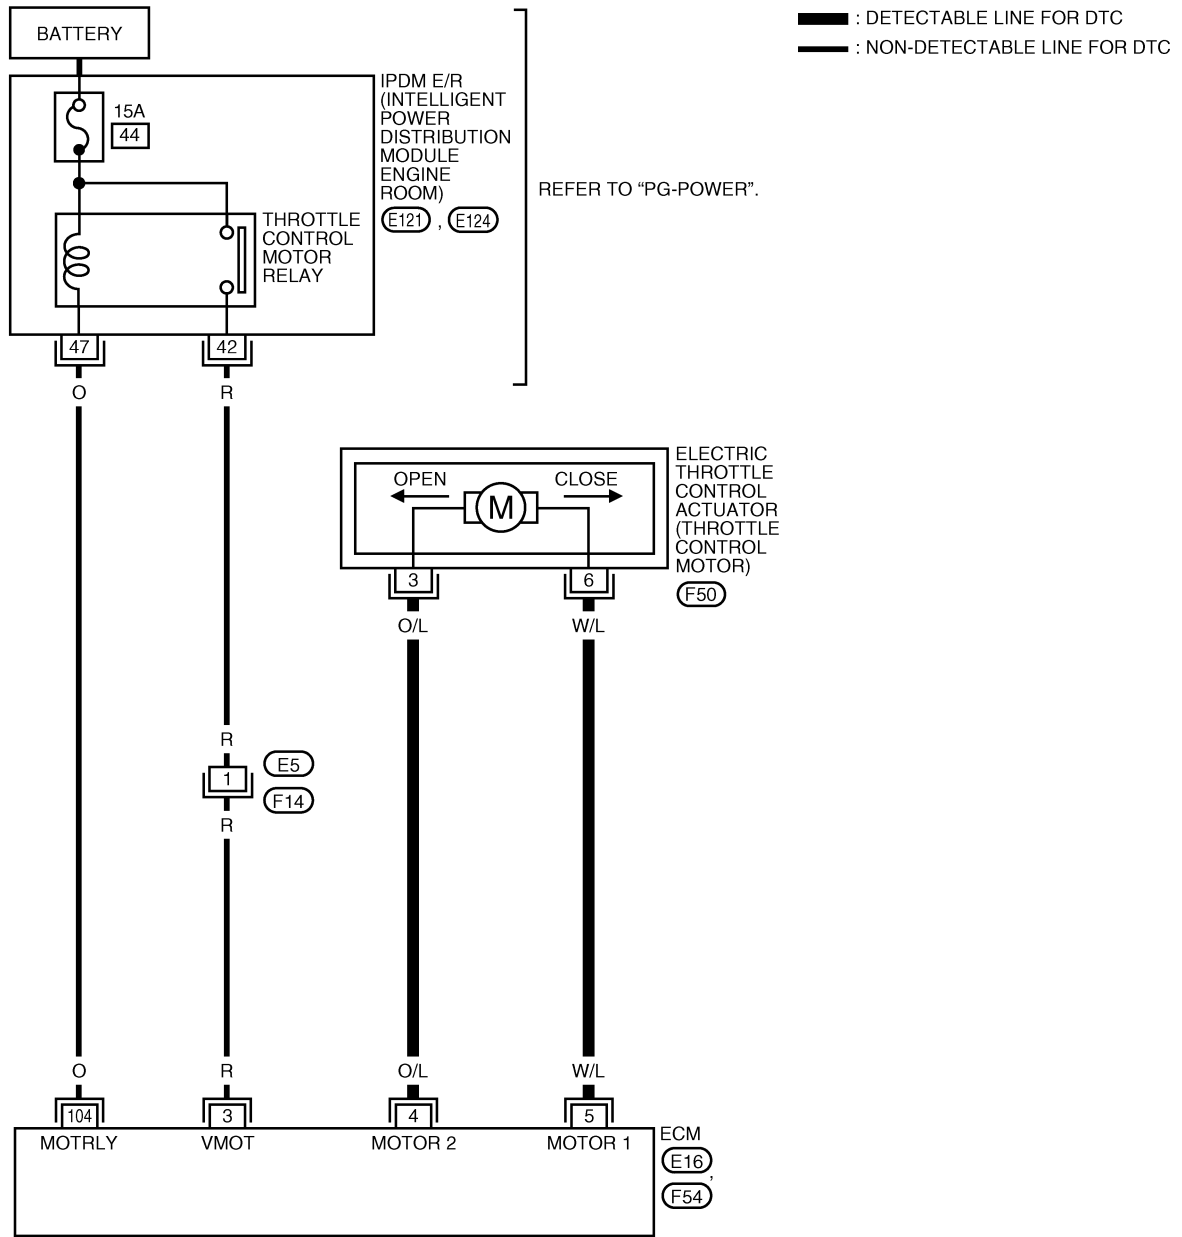 BATTERY
: DETECTABLE LINE FOR DTC
: NON-DETECTABLE LINE FOR DTC
15A
44
IPDM E/R
(INTELLIGENT
POWER
DISTRIBUTION
MODULE
ENGINE
ROOM)
E121 , E124
REFER TO “PG-POWER”.
THROTTLE
CONTROL
MOTOR
RELAY
47 42
O R
OPEN CLOSE
M
ELECTRIC
THROTTLE
CONTROL
ACTUATOR
(THROTTLE
CONTROL
MOTOR)
F50
3 6
O/L W/L
R
1
E5
F14
R
O R O/L W/L
104 3 4 5
MOTRLY VMOT MOTOR 2 MOTOR 1
ECM
E16 ,
F54